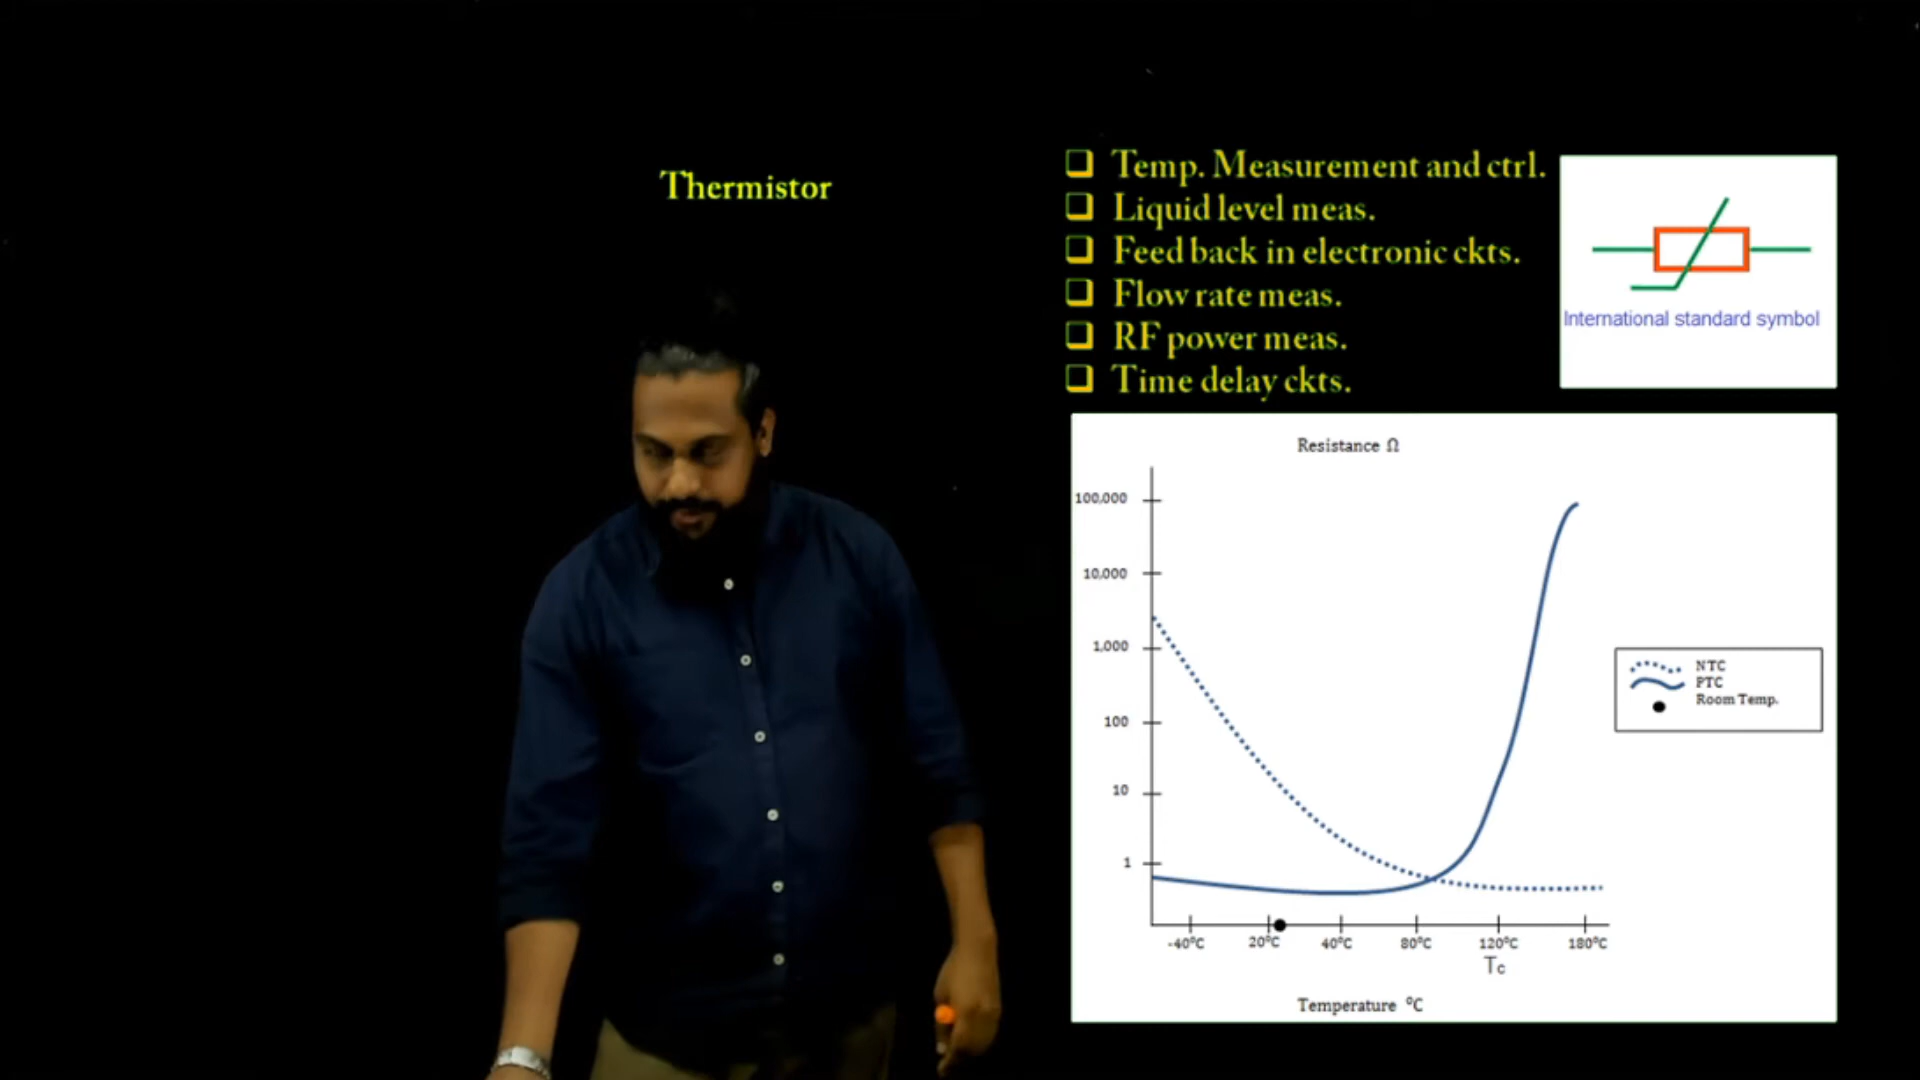 Thermistor
Temp. Measurement and ctrl.
Liquid level meas.
Feed back in electronic ckts.
Flow rate meas.
RF power meas.
Time delay ckts.
International standard symbol
Resistance Ω
100,000
10,000
1,000
100
10
1
NTC
PTC
Room Temp.
-40°C 20°C 40°C 80°C 120°C 180°C
Tc
Temperature °C